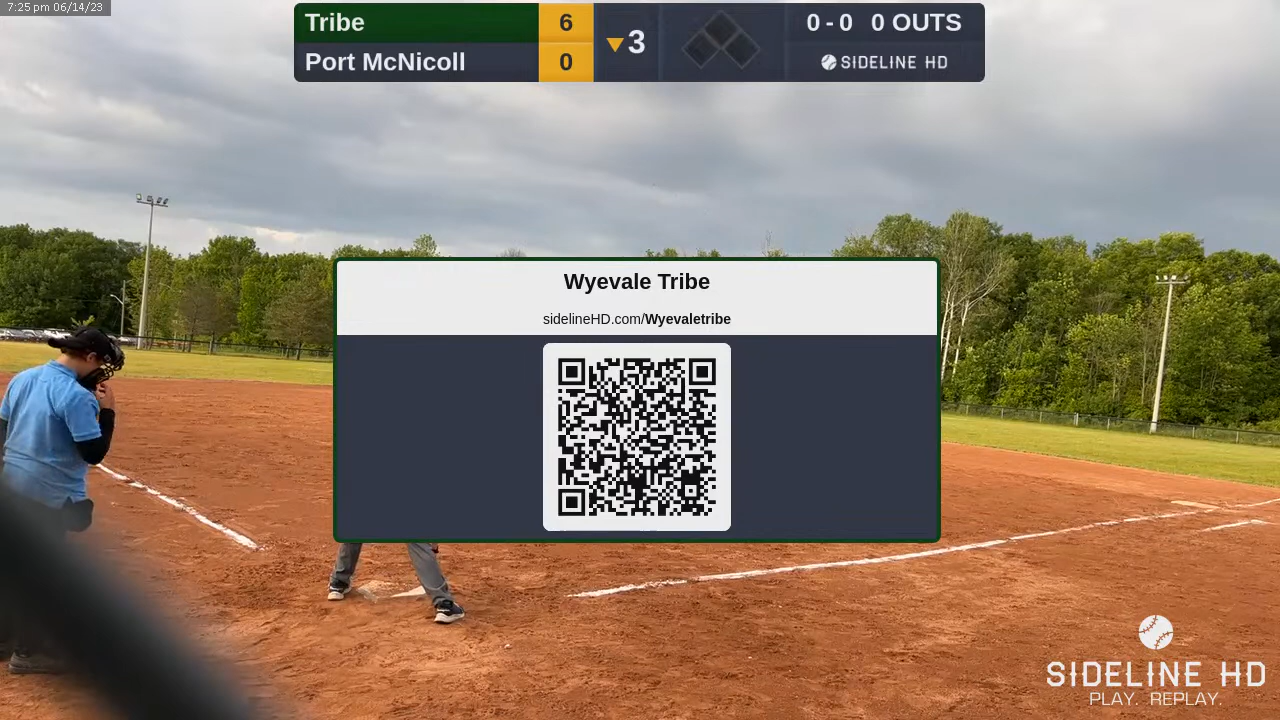 7:25 pm 06/14/23
Tribe 6
Port McNicoll 0
▼3
0 - 0 0 OUTS
SIDELINE HD
Wyevale Tribe
sidelineHD.com/Wyevaletribe
SIDELINE HD
PLAY. REPLAY.